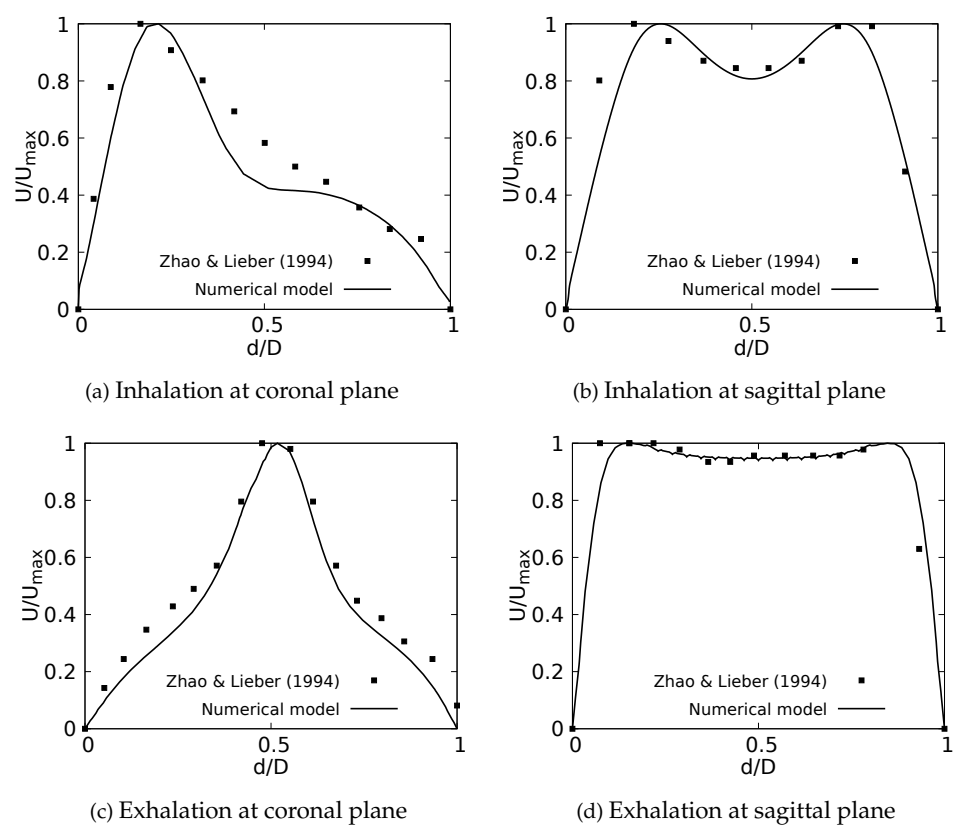 1
0.8
0.6
0.4
0.2
0
U/Umax
Zhao & Lieber (1994)
Numerical model
0 0.5 1
d/D
(a) Inhalation at coronal plane
1
0.8
0.6
0.4
0.2
0
U/Umax
Zhao & Lieber (1994)
Numerical model
0 0.5 1
d/D
(b) Inhalation at sagittal plane
1
0.8
0.6
0.4
0.2
0
U/Umax
Zhao & Lieber (1994)
Numerical model
0 0.5 1
d/D
(c) Exhalation at coronal plane
1
0.8
0.6
0.4
0.2
0
U/Umax
Zhao & Lieber (1994)
Numerical model
0 0.5 1
d/D
(d) Exhalation at sagittal plane